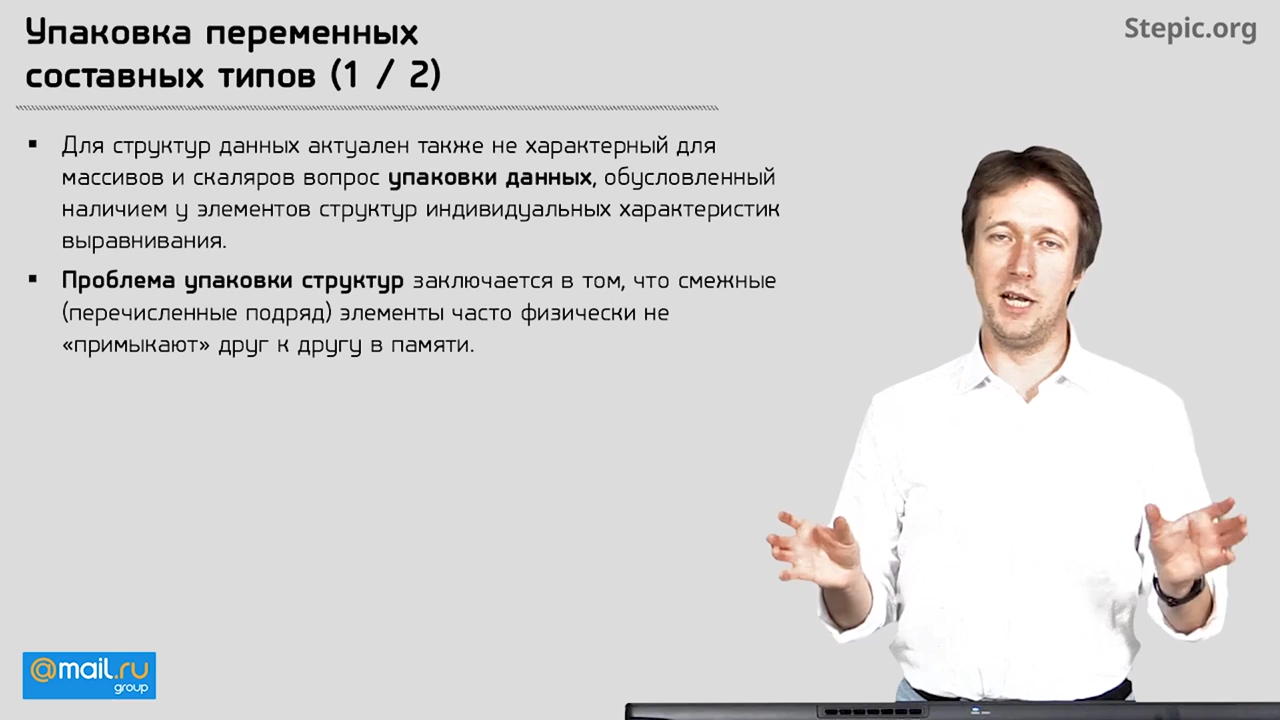 Упаковка переменных
составных типов (1 / 2)
Stepic.org
▪ Для структур данных актуален также не характерный для
массивов и скаляров вопрос упаковки данных, обусловленный
наличием у элементов структур индивидуальных характеристик
выравнивания.
▪ Проблема упаковки структур заключается в том, что смежные
(перечисленные подряд) элементы часто физически не
«примыкают» друг к другу в памяти.
@mail.ru
group